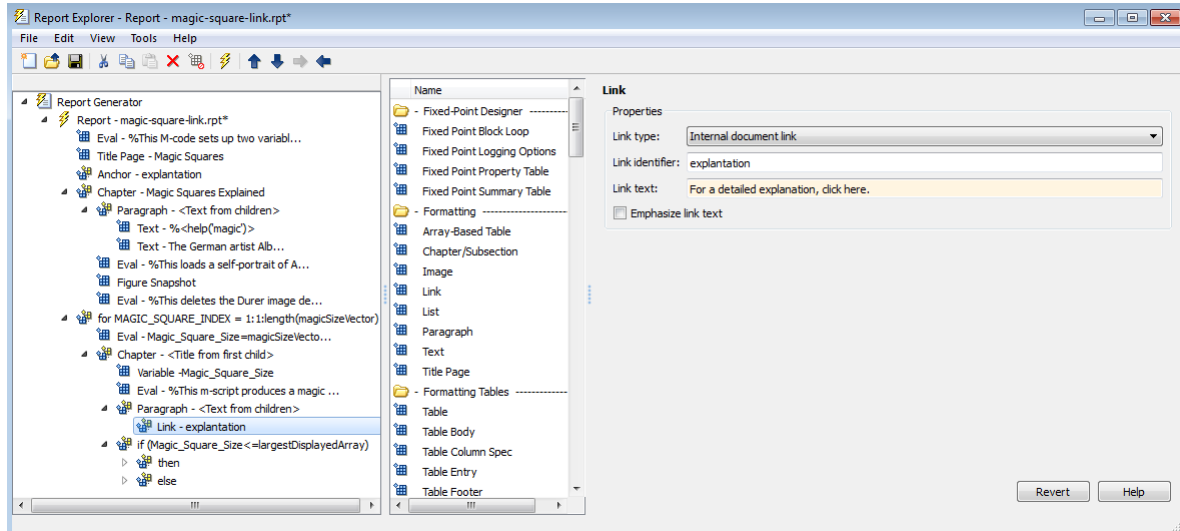 Report Explorer - Report - magic-square-link.rpt*
File Edit View Tools Help
Report Generator
Report - magic-square-link.rpt*
Eval - %This M-code sets up two variabl...
Title Page - Magic Squares
Anchor - explantation
Chapter - Magic Squares Explained
Paragraph - <Text from children>
Text - %<help('magic')>
Text - The German artist Alb...
Eval - %This loads a self-portrait of A...
Figure Snapshot
Eval - %This deletes the Durer image de...
for MAGIC_SQUARE_INDEX = 1:1:length(magicSizeVector)
Eval - Magic_Square_Size=magicSizeVecto...
Chapter - <Title from first child>
Variable -Magic_Square_Size
Eval - %This m-script produces a magic ...
Paragraph - <Text from children>
Link - explantation
if (Magic_Square_Size<=largestDisplayedArray)
then
else
Name
- Fixed-Point Designer ----------
Fixed Point Block Loop
Fixed Point Logging Options
Fixed Point Property Table
Fixed Point Summary Table
- Formatting --------------------
Array-Based Table
Chapter/Subsection
Image
Link
List
Paragraph
Text
Title Page
- Formatting Tables ------------
Table
Table Body
Table Column Spec
Table Entry
Table Footer
Link
Properties
Link type: Internal document link
Link identifier: explantation
Link text: For a detailed explanation, click here.
Emphasize link text
Revert Help